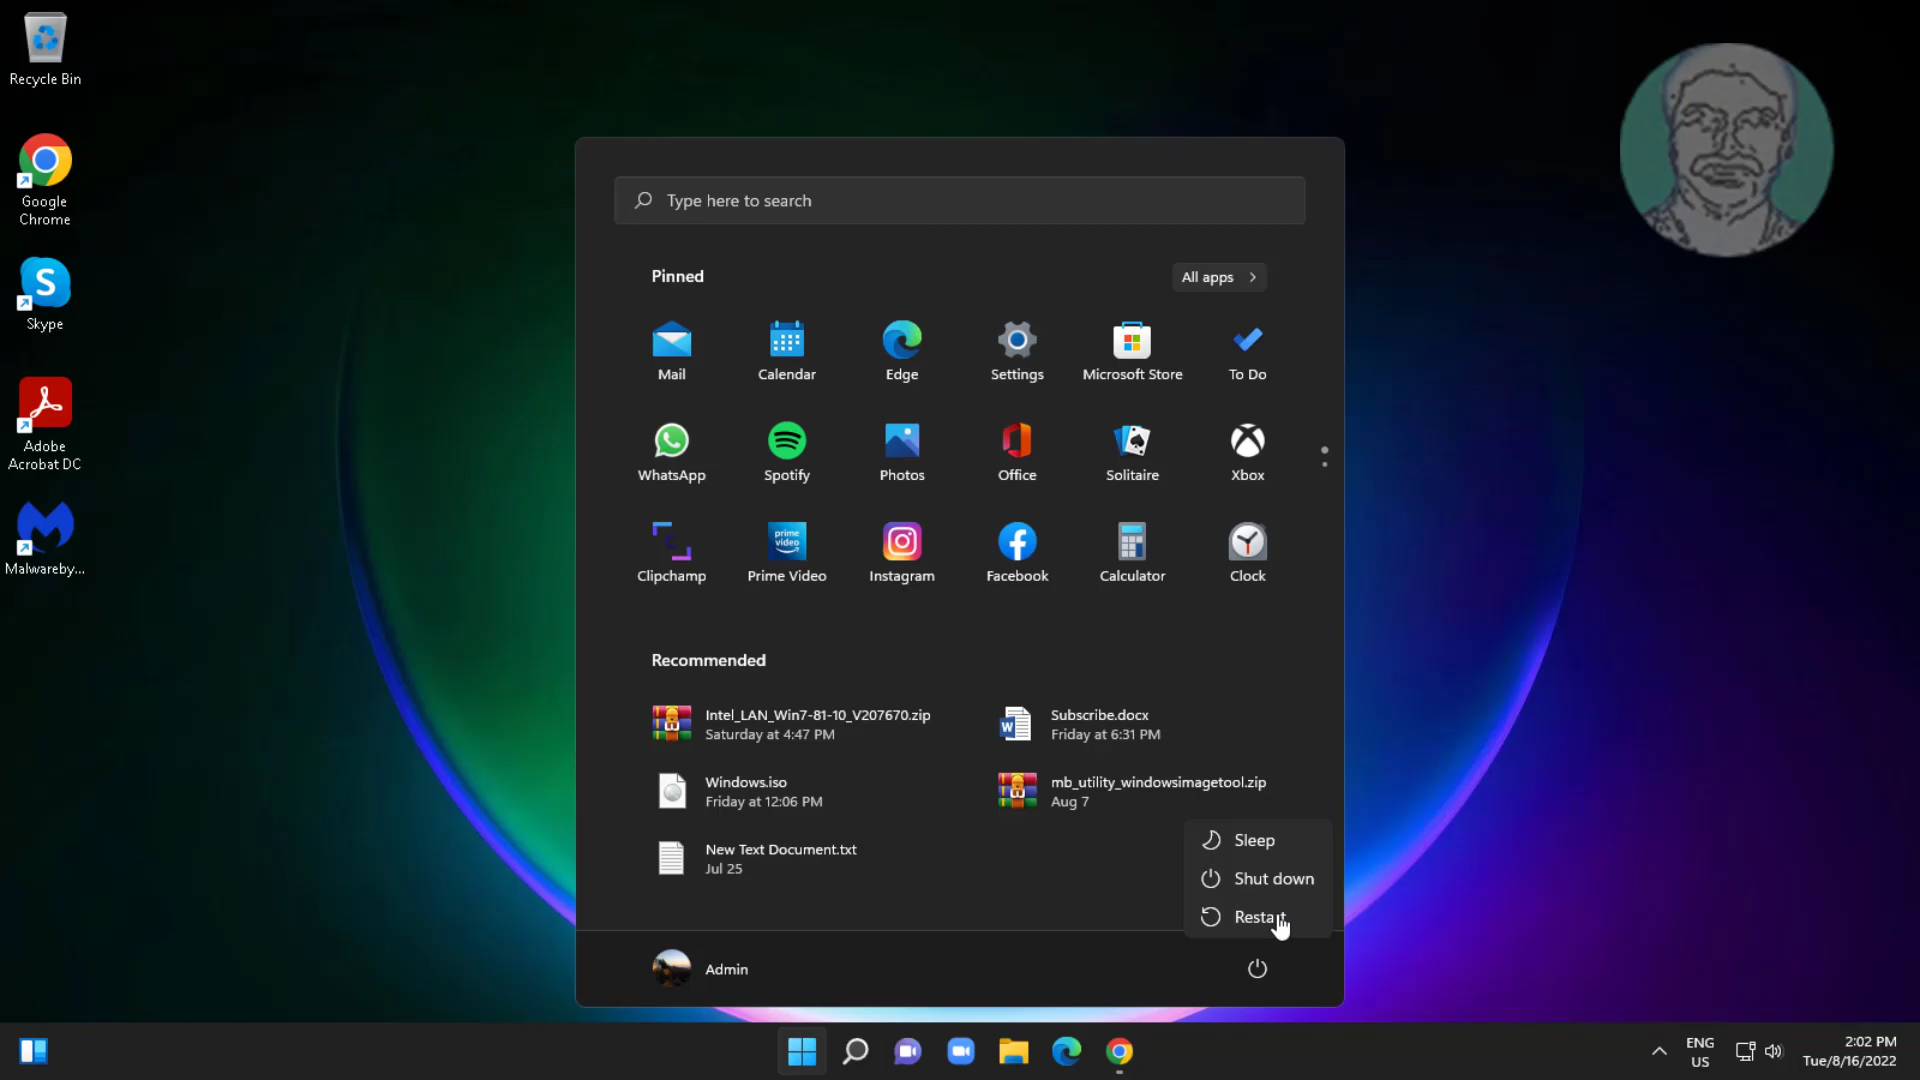 Recycle Bin
Google
Chrome
Skype
Adobe
Acrobat DC
Malwareby...
Type here to search
Pinned
All apps
Mail
Calendar
Edge
Settings
Microsoft Store
To Do
WhatsApp
Spotify
Photos
Office
Solitaire
Xbox
Clipchamp
prime
video
Prime Video
Instagram
Facebook
Calculator
Clock
Recommended
Intel_LAN_Win7-81-10_V207670.zip
Saturday at 4:47 PM
Subscribe.docx
Friday at 6:31 PM
Windows.iso
Friday at 12:06 PM
mb_utility_windowsimagetool.zip
Aug 7
New Text Document.txt
Jul 25
Sleep
Shut down
Restart
Admin
ENG
US
2:02 PM
Tue/8/16/2022